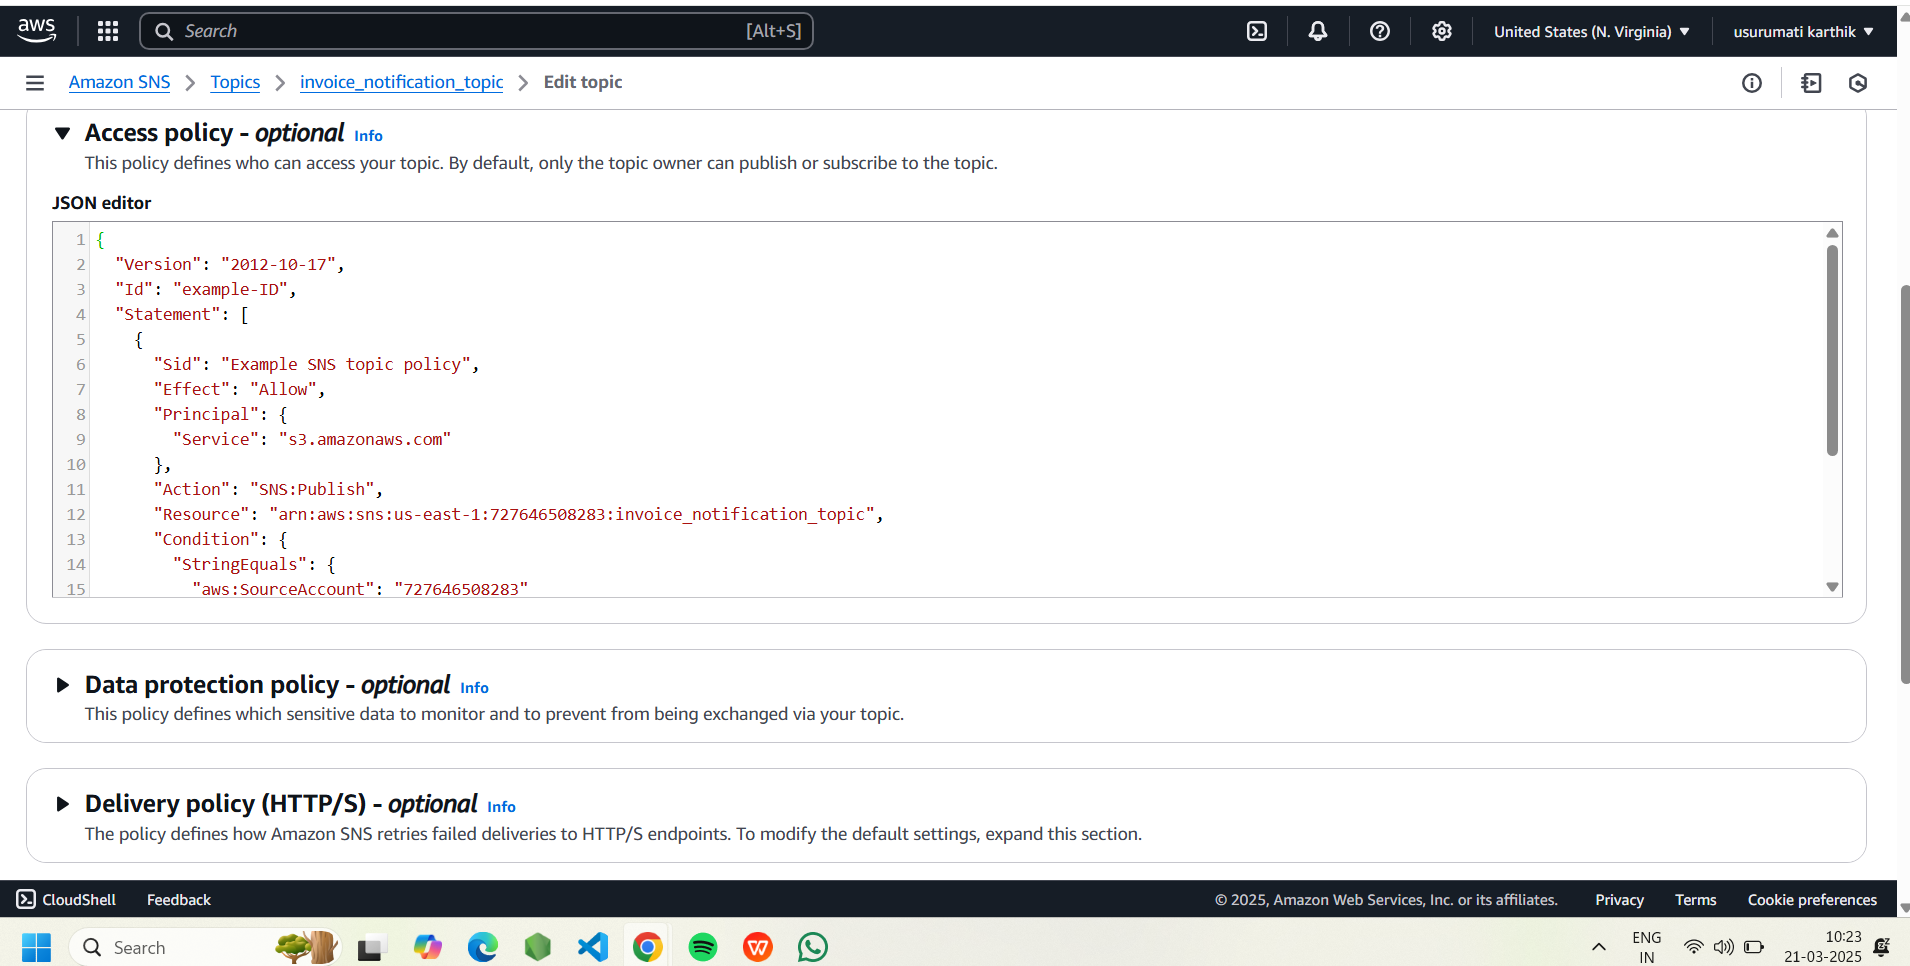 aws
Search [Alt+S]
United States (N. Virginia)
usurumati karthik
Amazon SNS
Topics
invoice_notification_topic
Edit topic
Access policy - optional Info
This policy defines who can access your topic. By default, only the topic owner can publish or subscribe to the topic.
JSON editor
1 {
2 "Version": "2012-10-17",
3 "Id": "example-ID",
4 "Statement": [
5 {
6 "Sid": "Example SNS topic policy",
7 "Effect": "Allow",
8 "Principal": {
9 "Service": "s3.amazonaws.com"
10 },
11 "Action": "SNS:Publish",
12 "Resource": "arn:aws:sns:us-east-1:727646508283:invoice_notification_topic",
13 "Condition": {
14 "StringEquals": {
15 "aws:SourceAccount": "727646508283"
Data protection policy - optional Info
This policy defines which sensitive data to monitor and to prevent from being exchanged via your topic.
Delivery policy (HTTP/S) - optional Info
The policy defines how Amazon SNS retries failed deliveries to HTTP/S endpoints. To modify the default settings, expand this section.
CloudShell
Feedback
© 2025, Amazon Web Services, Inc. or its affiliates.
Privacy
Terms
Cookie preferences
Search
ENG
IN
10:23
21-03-2025